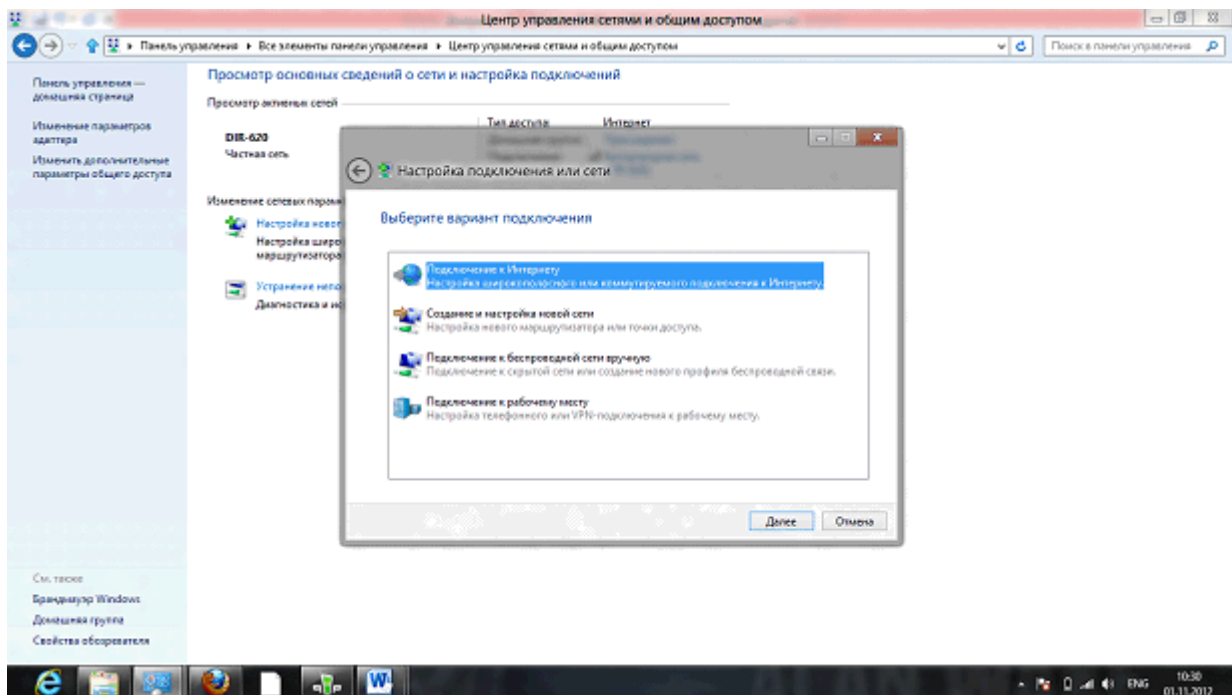 Центр управления сетями и общим доступом
Панель управления ▸ Все элементы панели управления ▸ Центр управления сетями и общим доступом
Поиск в панели управления
Панель управления —
домашняя страница
Изменение параметров
адаптера
Изменить дополнительные
параметры общего доступа
Просмотр основных сведений о сети и настройка подключений
Просмотр активных сетей
DIR-620
Частная сеть
Тип доступа
Интернет
Изменение сетевых парам
Настройка новог
Настройка широ
маршрутизатора
Устранение непо
Диагностика и ис
Настройка подключения или сети
Выберите вариант подключения
Подключение к Интернету
Настройка широкополосного или коммутируемого подключения к Интернету.
Создание и настройка новой сети
Настройка нового маршрутизатора или точки доступа.
Подключение к беспроводной сети вручную
Подключение к скрытой сети или создание нового профиля беспроводной связи.
Подключение к рабочему месту
Настройка телефонного или VPN-подключения к рабочему месту.
Далее
Отмена
См. также
Брандмауэр Windows
Домашняя группа
Свойства обозревателя
ENG
10:30
01.11.2012